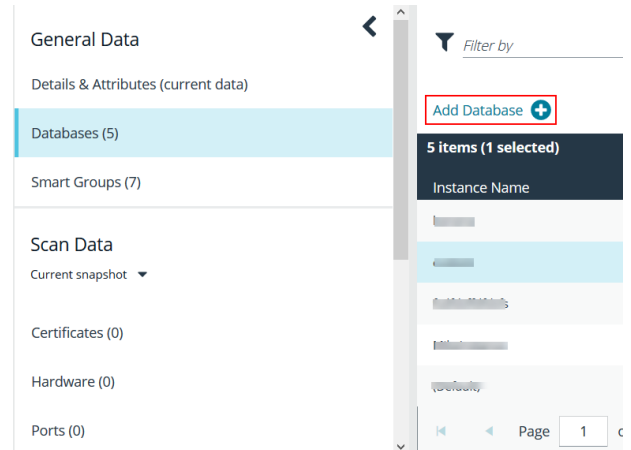 General Data
Details & Attributes (current data)
Databases (5)
Smart Groups (7)
Scan Data
Current snapshot
Certificates (0)
Hardware (0)
Ports (0)
Filter by
Add Database
5 items (1 selected)
Instance Name
(Default)
Page 1